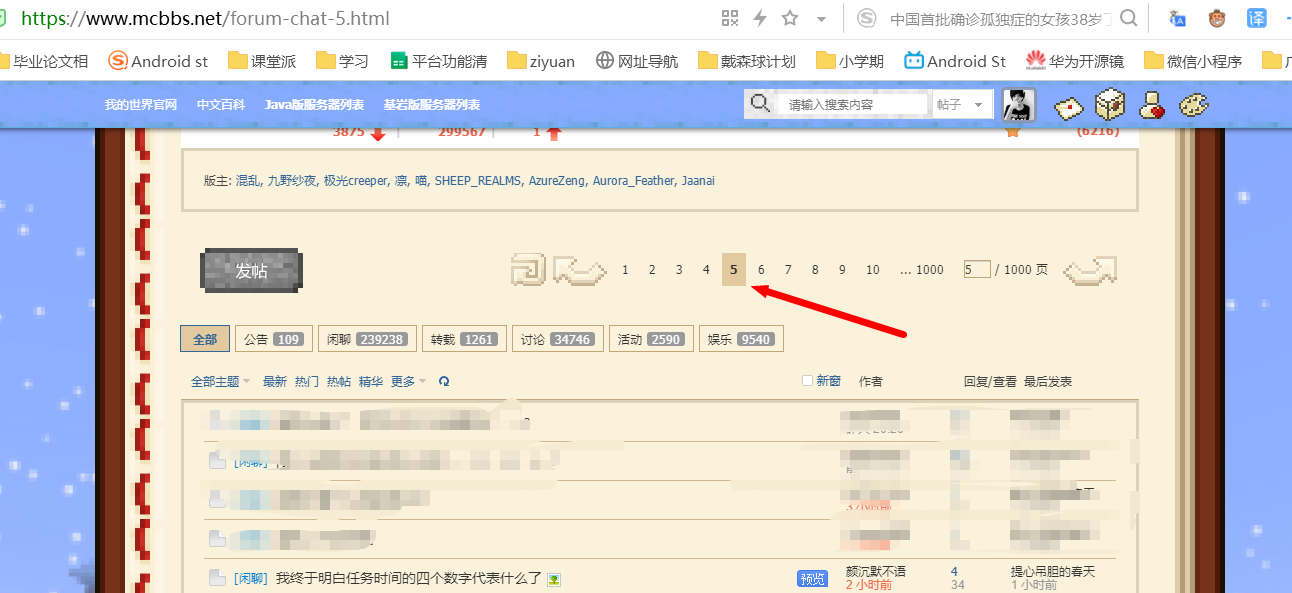 https://www.mcbbs.net/forum-chat-5.html 中国首批确诊孤独症的女孩38岁了 译
毕业论文相 Android st 课堂派 学习 平台功能清 ziyuan 网址导航 戴森球计划 小学期 Android St 华为开源镜 微信小程序
我的世界官网 中文百科 Java版服务器列表 基岩版服务器列表 请输入搜索内容 帖子
3875 299567 1 (6216)
版主: 混乱, 九野纱夜, 极光creeper, 凛, 喵, SHEEP_REALMS, AzureZeng, Aurora_Feather, Jaanai
发帖 1 2 3 4 5 6 7 8 9 10 ... 1000 5 / 1000 页
全部 公告 109 闲聊 239238 转载 1261 讨论 34746 活动 2590 娱乐 9540
全部主题 最新 热门 热帖 精华 更多 新窗 作者 回复/查看 最后发表
[闲聊]
3 小时前
[闲聊] 我终于明白任务时间的四个数字代表什么了 预览 颜沉默不语 4 提心吊胆的春天
2 小时前 34 1 小时前